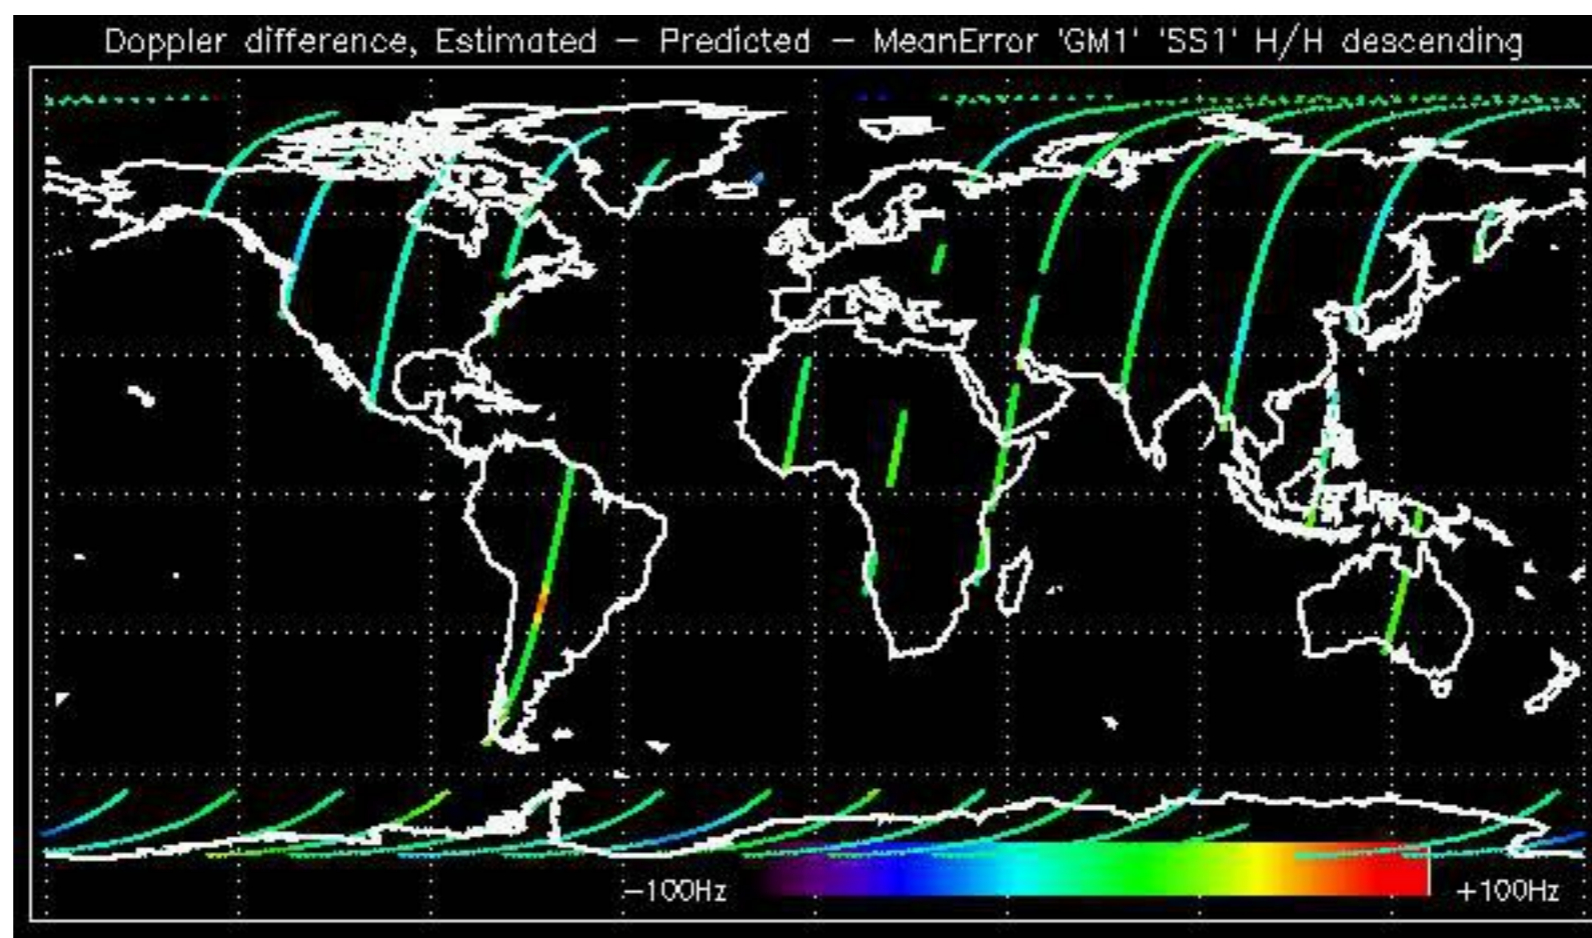 Doppler difference, Estimated – Predicted – MeanError 'GM1' 'SS1' H/H descending
–100Hz
+100Hz